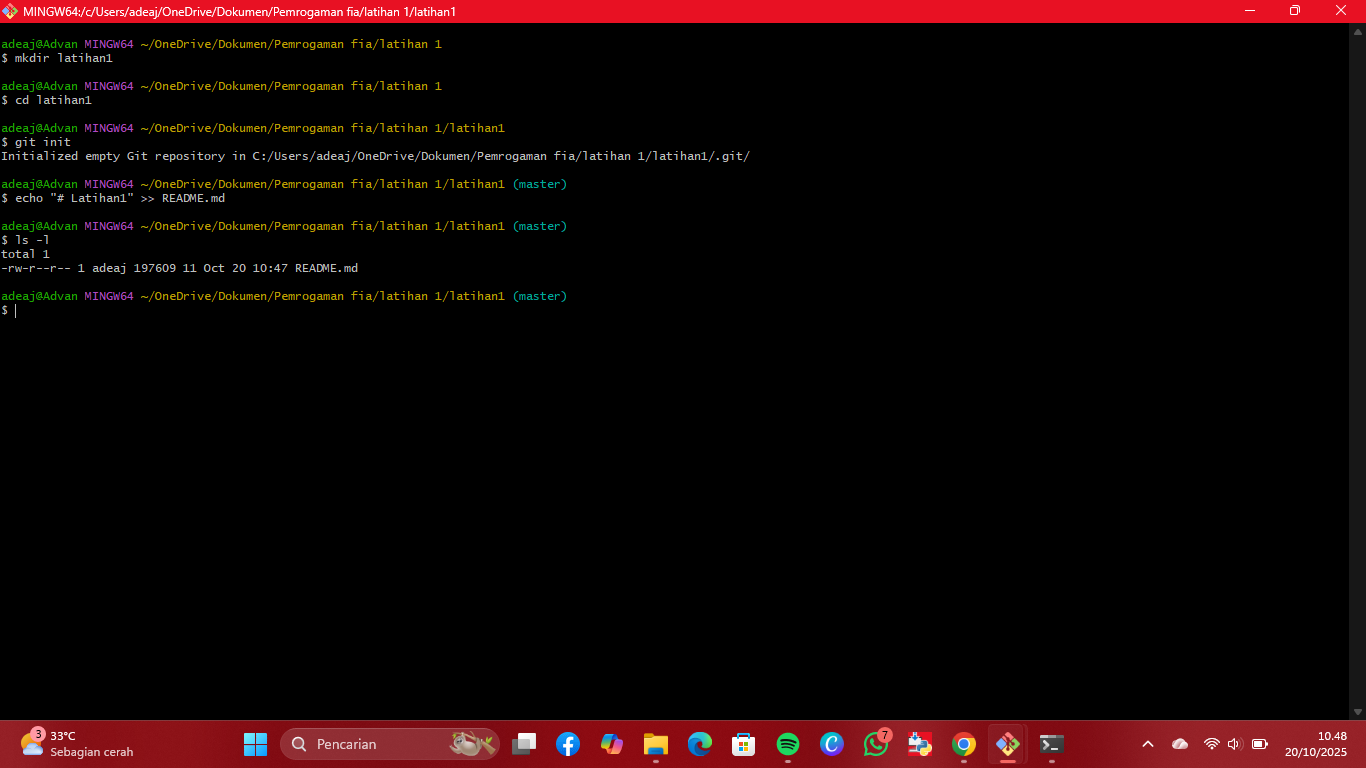 MINGW64:/c/Users/adeaj/OneDrive/Dokumen/Pemrogaman fia/latihan 1/latihan1
adeaj@Advan MINGW64 ~/OneDrive/Dokumen/Pemrogaman fia/latihan 1
$ mkdir latihan1
adeaj@Advan MINGW64 ~/OneDrive/Dokumen/Pemrogaman fia/latihan 1
$ cd latihan1
adeaj@Advan MINGW64 ~/OneDrive/Dokumen/Pemrogaman fia/latihan 1/latihan1
$ git init
Initialized empty Git repository in C:/Users/adeaj/OneDrive/Dokumen/Pemrogaman fia/latihan 1/latihan1/.git/
adeaj@Advan MINGW64 ~/OneDrive/Dokumen/Pemrogaman fia/latihan 1/latihan1 (master)
$ echo "# Latihan1" >> README.md
adeaj@Advan MINGW64 ~/OneDrive/Dokumen/Pemrogaman fia/latihan 1/latihan1 (master)
$ ls -l
total 1
-rw-r--r-- 1 adeaj 197609 11 Oct 20 10:47 README.md
adeaj@Advan MINGW64 ~/OneDrive/Dokumen/Pemrogaman fia/latihan 1/latihan1 (master)
$
3
33°C
Sebagian cerah
Pencarian
7
10.48
20/10/2025